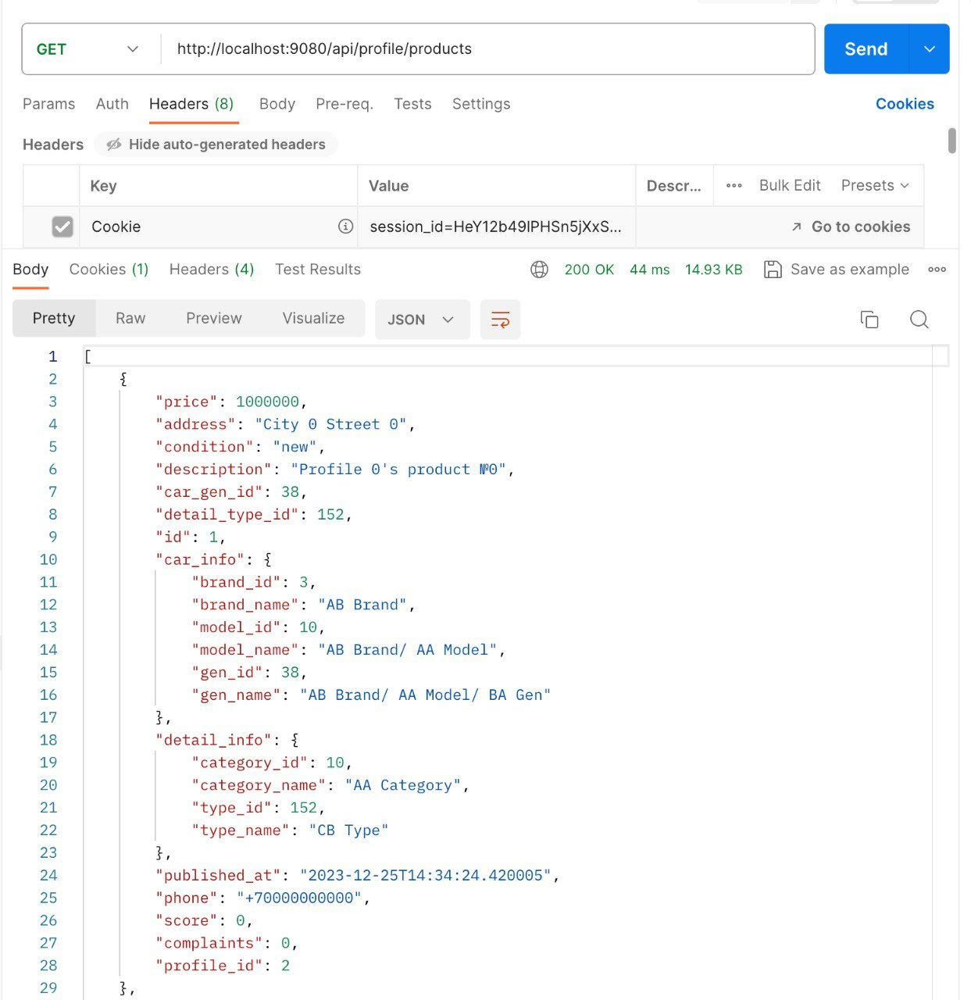 GET http://localhost:9080/api/profile/products Send
Params Auth Headers (8) Body Pre-req. Tests Settings Cookies
Headers Hide auto-generated headers
Key Value Descr... ••• Bulk Edit Presets
Cookie session_id=HeY12b49IPHSn5jXxS... Go to cookies
Body Cookies (1) Headers (4) Test Results 200 OK 44 ms 14.93 KB Save as example
Pretty Raw Preview Visualize JSON
1 [
2 {
3 "price": 1000000,
4 "address": "City 0 Street 0",
5 "condition": "new",
6 "description": "Profile 0's product №0",
7 "car_gen_id": 38,
8 "detail_type_id": 152,
9 "id": 1,
10 "car_info": {
11 "brand_id": 3,
12 "brand_name": "AB Brand",
13 "model_id": 10,
14 "model_name": "AB Brand/ AA Model",
15 "gen_id": 38,
16 "gen_name": "AB Brand/ AA Model/ BA Gen"
17 },
18 "detail_info": {
19 "category_id": 10,
20 "category_name": "AA Category",
21 "type_id": 152,
22 "type_name": "CB Type"
23 },
24 "published_at": "2023-12-25T14:34:24.420005",
25 "phone": "+70000000000",
26 "score": 0,
27 "complaints": 0,
28 "profile_id": 2
29 },